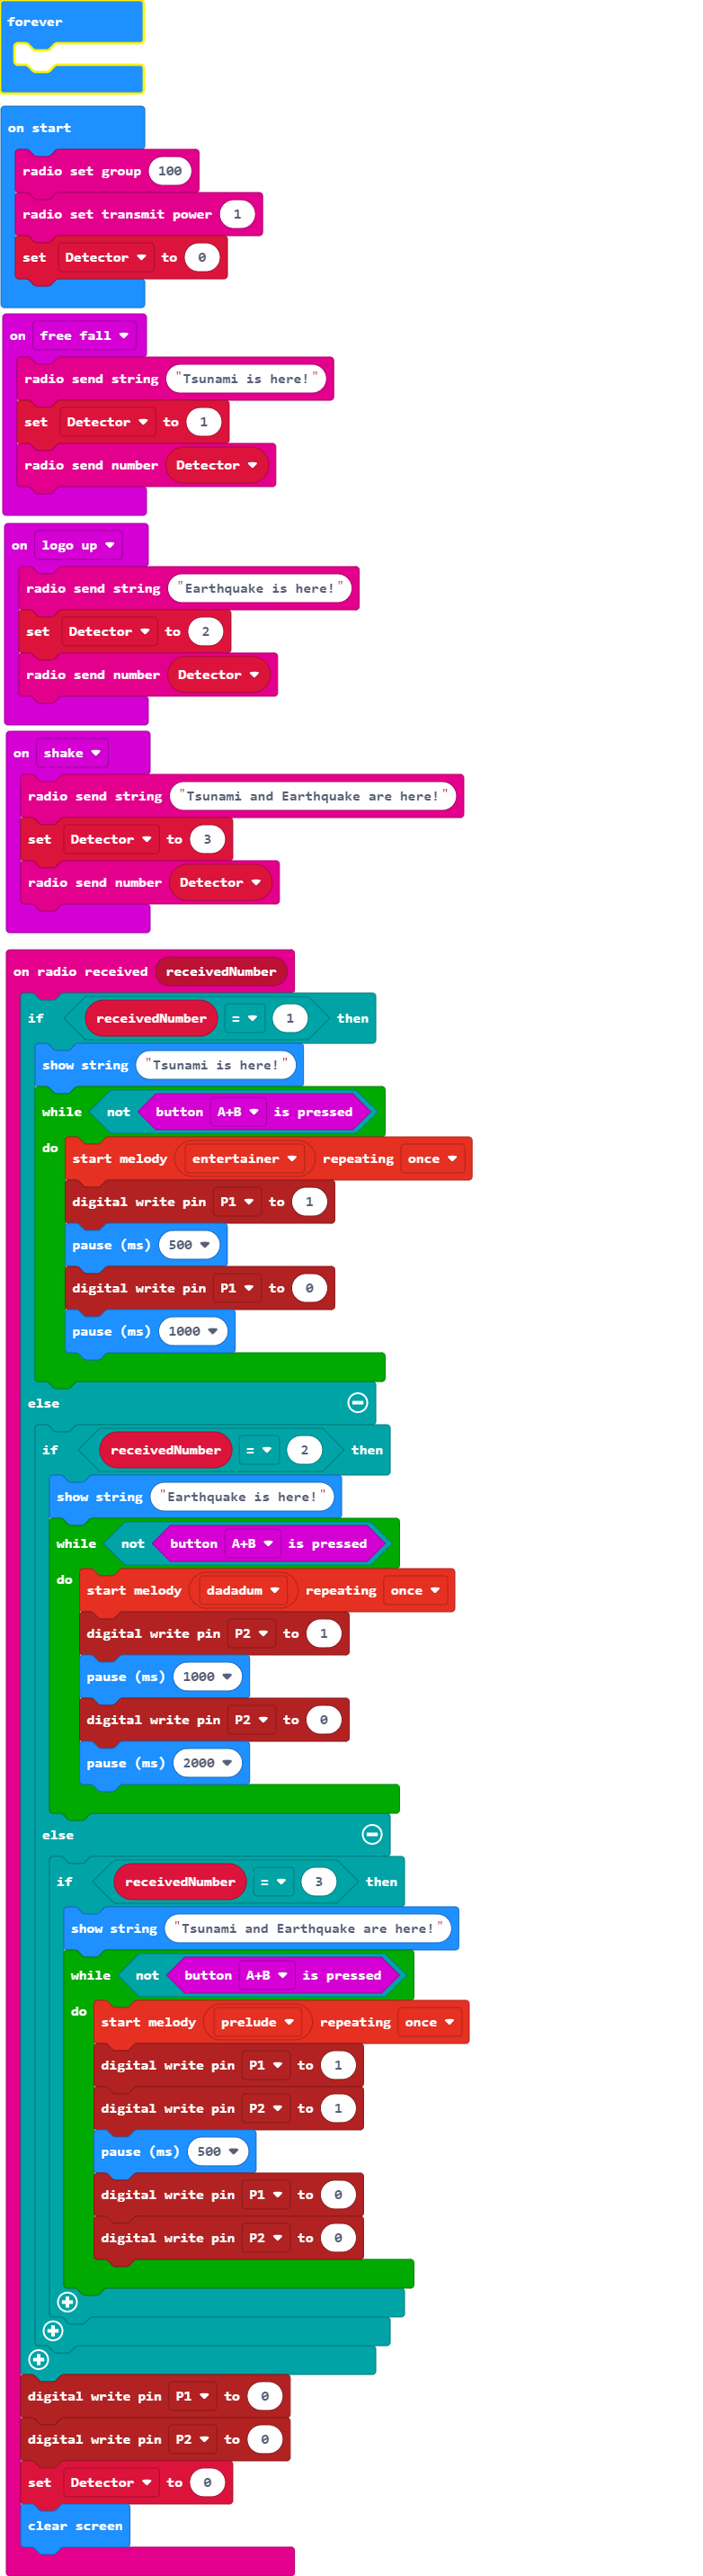 forever
on start
radio set group 100
radio set transmit power 1
set Detector to 0
on free fall
radio send string "Tsunami is here!"
set Detector to 1
radio send number Detector
on logo up
radio send string "Earthquake is here!"
set Detector to 2
radio send number Detector
on shake
radio send string "Tsunami and Earthquake are here!"
set Detector to 3
radio send number Detector
on radio received receivedNumber
if receivedNumber = 1 then
show string "Tsunami is here!"
while not button A+B is pressed
do
start melody entertainer repeating once
digital write pin P1 to 1
pause (ms) 500
digital write pin P1 to 0
pause (ms) 1000
else
if receivedNumber = 2 then
show string "Earthquake is here!"
while not button A+B is pressed
do
start melody dadadum repeating once
digital write pin P2 to 1
pause (ms) 1000
digital write pin P2 to 0
pause (ms) 2000
else
if receivedNumber = 3 then
show string "Tsunami and Earthquake are here!"
while not button A+B is pressed
do
start melody prelude repeating once
digital write pin P1 to 1
digital write pin P2 to 1
pause (ms) 500
digital write pin P1 to 0
digital write pin P2 to 0
digital write pin P1 to 0
digital write pin P2 to 0
set Detector to 0
clear screen